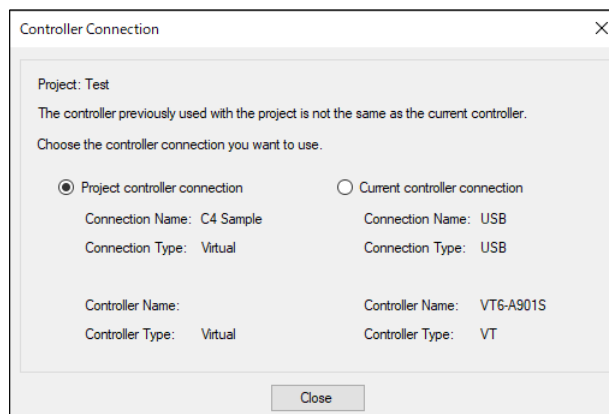 Controller Connection
Project: Test
The controller previously used with the project is not the same as the current controller.
Choose the controller connection you want to use.
Project controller connection
Current controller connection
Connection Name: C4 Sample
Connection Name: USB
Connection Type: Virtual
Connection Type: USB
Controller Name:
Controller Name: VT6-A901S
Controller Type: Virtual
Controller Type: VT
Close